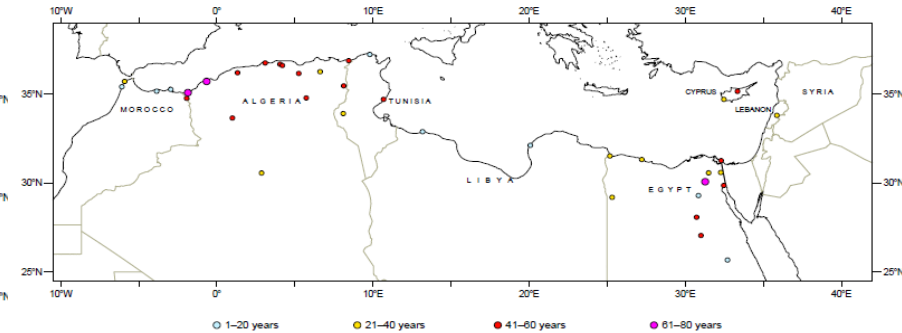 10°W 0° 10°E 20°E 30°E 40°E
35°N 35°N
CYPRUS SYRIA
MOROCCO ALGERIA TUNISIA LEBANON
30°N LIBYA EGYPT 30°N
25°N 25°N
10°W 0° 10°E 20°E 30°E 40°E
1–20 years 21–40 years 41–60 years 61–80 years